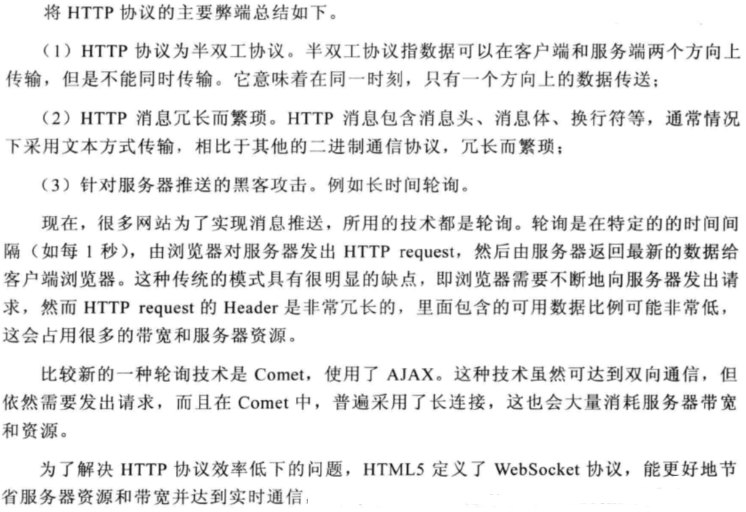 将 HTTP 协议的主要弊端总结如下。
（1）HTTP 协议为半双工协议。半双工协议指数据可以在客户端和服务端两个方向上
传输，但是不能同时传输。它意味着在同一时刻，只有一个方向上的数据传送；
（2）HTTP 消息冗长而繁琐。HTTP 消息包含消息头、消息体、换行符等，通常情况
下采用文本方式传输，相比于其他的二进制通信协议，冗长而繁琐；
（3）针对服务器推送的黑客攻击。例如长时间轮询。
现在，很多网站为了实现消息推送，所用的技术都是轮询。轮询是在特定的的时间间
隔（如每 1 秒），由浏览器对服务器发出 HTTP request，然后由服务器返回最新的数据给
客户端浏览器。这种传统的模式具有很明显的缺点，即浏览器需要不断地向服务器发出请
求，然而 HTTP request 的 Header 是非常冗长的，里面包含的可用数据比例可能非常低，
这会占用很多的带宽和服务器资源。
比较新的一种轮询技术是 Comet，使用了 AJAX。这种技术虽然可达到双向通信，但
依然需要发出请求，而且在 Comet 中，普遍采用了长连接，这也会大量消耗服务器带宽
和资源。
为了解决 HTTP 协议效率低下的问题，HTML5 定义了 WebSocket 协议，能更好地节
省服务器资源和带宽并达到实时通信